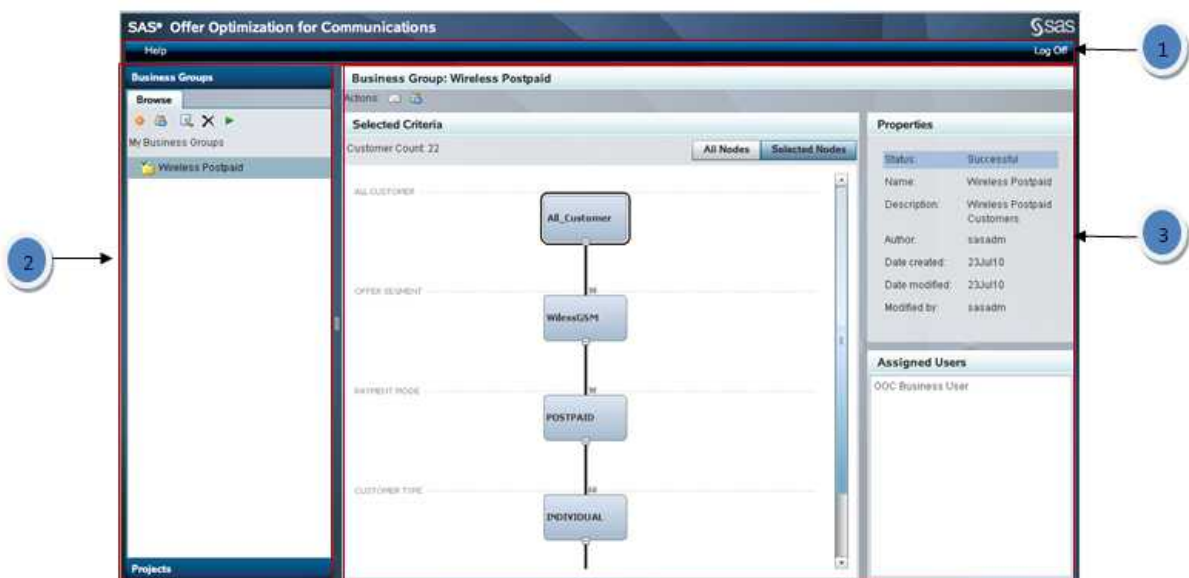 SAS® Offer Optimization for Communications
sas
Help
Log Off
1
Business Groups
Browse
My Business Groups
Wireless Postpaid
Projects
2
Business Group: Wireless Postpaid
Actions:
Selected Criteria
Customer Count: 22
All Nodes
Selected Nodes
ALL CUSTOMER
All_Customer
OFFER SEGMENT
WilessGSM
PAYMENT MODE
POSTPAID
CUSTOMER TYPE
INDIVIDUAL
Properties
Status: Successful
Name: Wireless Postpaid
Description: Wireless Postpaid
Customers
Author: sasadm
Date created: 23Jul10
Date modified: 23Jul10
Modified by: sasadm
3
Assigned Users
OOC Business User